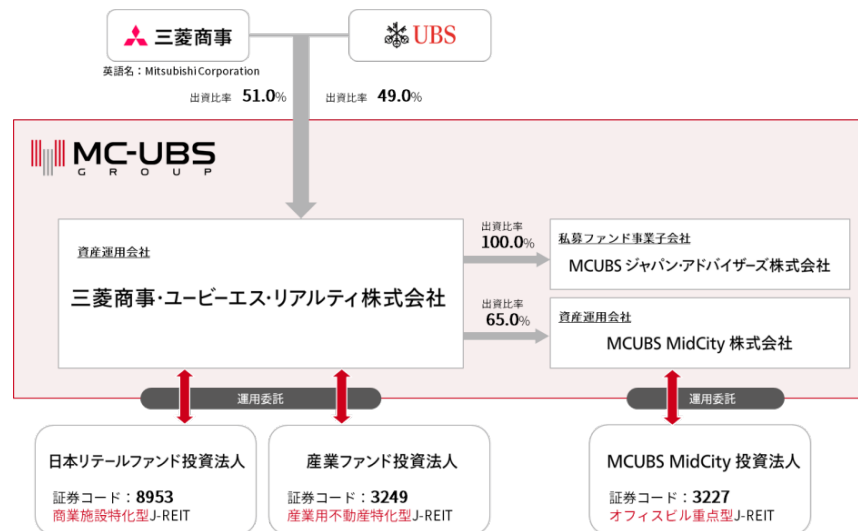 三菱商事
UBS
英語名：Mitsubishi Corporation
出資比率 51.0%
出資比率 49.0%
MC-UBS
GROUP
資産運用会社
三菱商事・ユービーエス・リアルティ株式会社
出資比率
100.0%
私募ファンド事業子会社
MCUBS ジャパン・アドバイザーズ株式会社
出資比率
65.0%
資産運用会社
MCUBS MidCity 株式会社
運用委託
運用委託
日本リテールファンド投資法人
証券コード：8953
商業施設特化型J-REIT
産業ファンド投資法人
証券コード：3249
産業用不動産特化型J-REIT
MCUBS MidCity 投資法人
証券コード：3227
オフィスビル重点型J-REIT